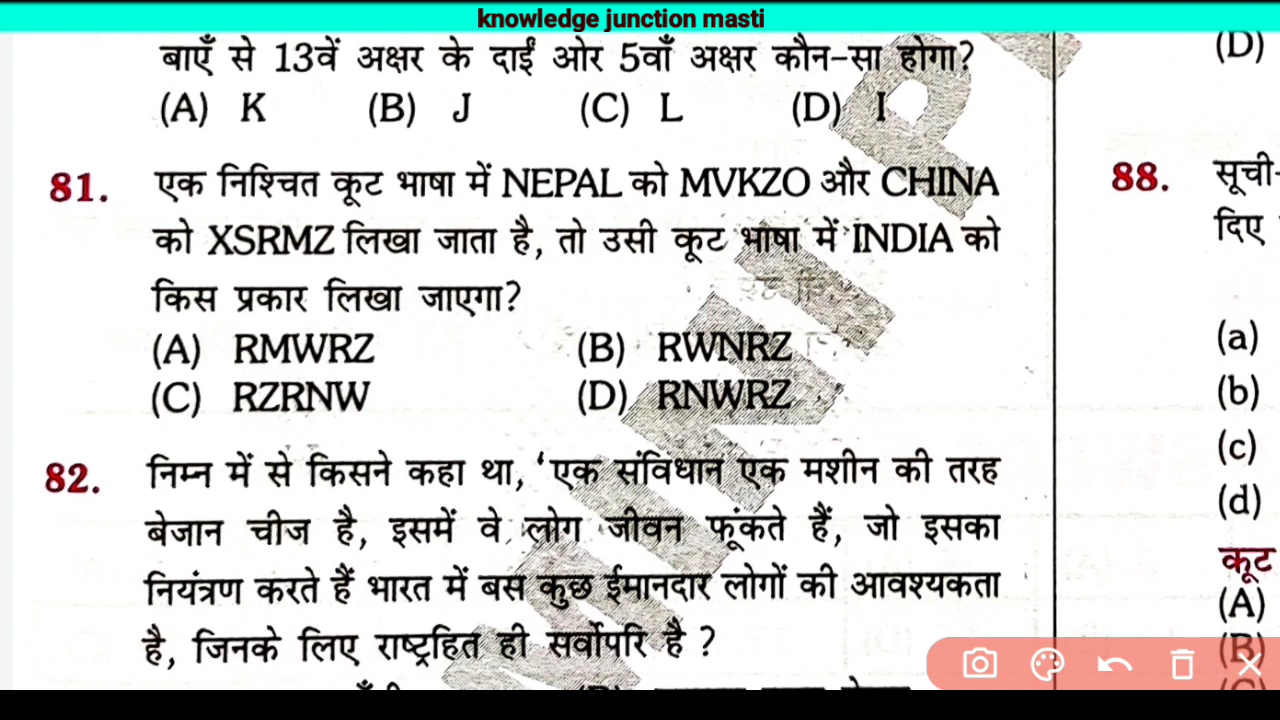 knowledge junction masti
बाएँ से 13वें अक्षर के दाईं ओर 5वाँ अक्षर कौन-सा होगा?
(A) K (B) J (C) L (D) I
81. एक निश्चित कूट भाषा में NEPAL को MVKZO और CHINA
को XSRMZ लिखा जाता है, तो उसी कूट भाषा में INDIA को
किस प्रकार लिखा जाएगा?
(A) RMWRZ (B) RWNRZ
(C) RZRNW (D) RNWRZ
82. निम्न में से किसने कहा था, ‘एक संविधान एक मशीन की तरह
बेजान चीज है, इसमें वे लोग जीवन फूंकते हैं, जो इसका
नियंत्रण करते हैं भारत में बस कुछ ईमानदार लोगों की आवश्यकता
है, जिनके लिए राष्ट्रहित ही सर्वोपरि है ?
(D)
88. सूची-
दिए
(a)
(b)
(c)
(d)
कूट
(A)
(B)